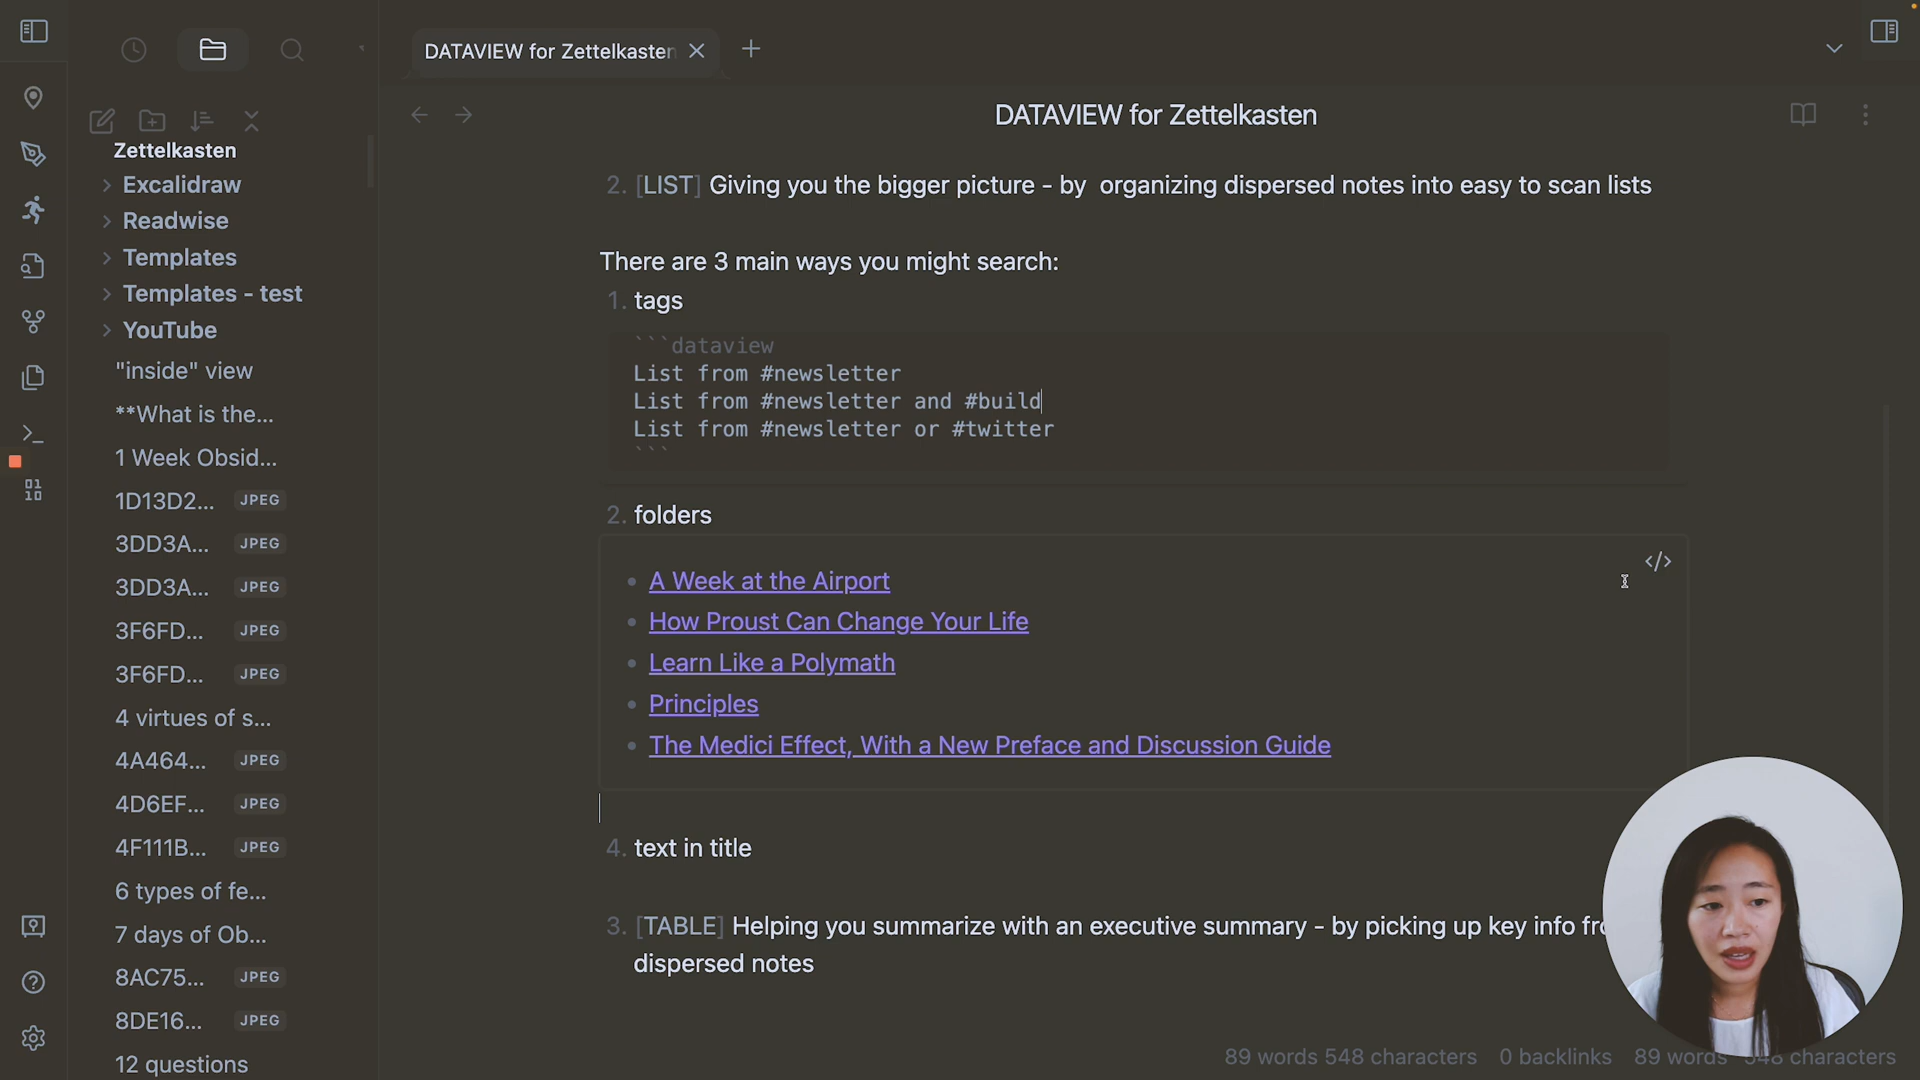 DATAVIEW for Zettelkasten
DATAVIEW for Zettelkasten
Zettelkasten
Excalidraw
Readwise
Templates
Templates - test
YouTube
"inside" view
**What is the...
1 Week Obsid...
1D13D2... JPEG
3DD3A... JPEG
3DD3A... JPEG
3F6FD... JPEG
3F6FD... JPEG
4 virtues of s...
4A464... JPEG
4D6EF... JPEG
4F111B... JPEG
6 types of fe...
7 days of Ob...
8AC75... JPEG
8DE16... JPEG
12 questions
2. [LIST] Giving you the bigger picture - by organizing dispersed notes into easy to scan lists
There are 3 main ways you might search:
1. tags
```dataview
List from #newsletter
List from #newsletter and #build
List from #newsletter or #twitter
```
2. folders
</>
• A Week at the Airport
• How Proust Can Change Your Life
• Learn Like a Polymath
• Principles
• The Medici Effect, With a New Preface and Discussion Guide
4. text in title
3. [TABLE] Helping you summarize with an executive summary - by picking up key info
dispersed notes
89 words 548 characters 0 backlinks 89 words 548 characters